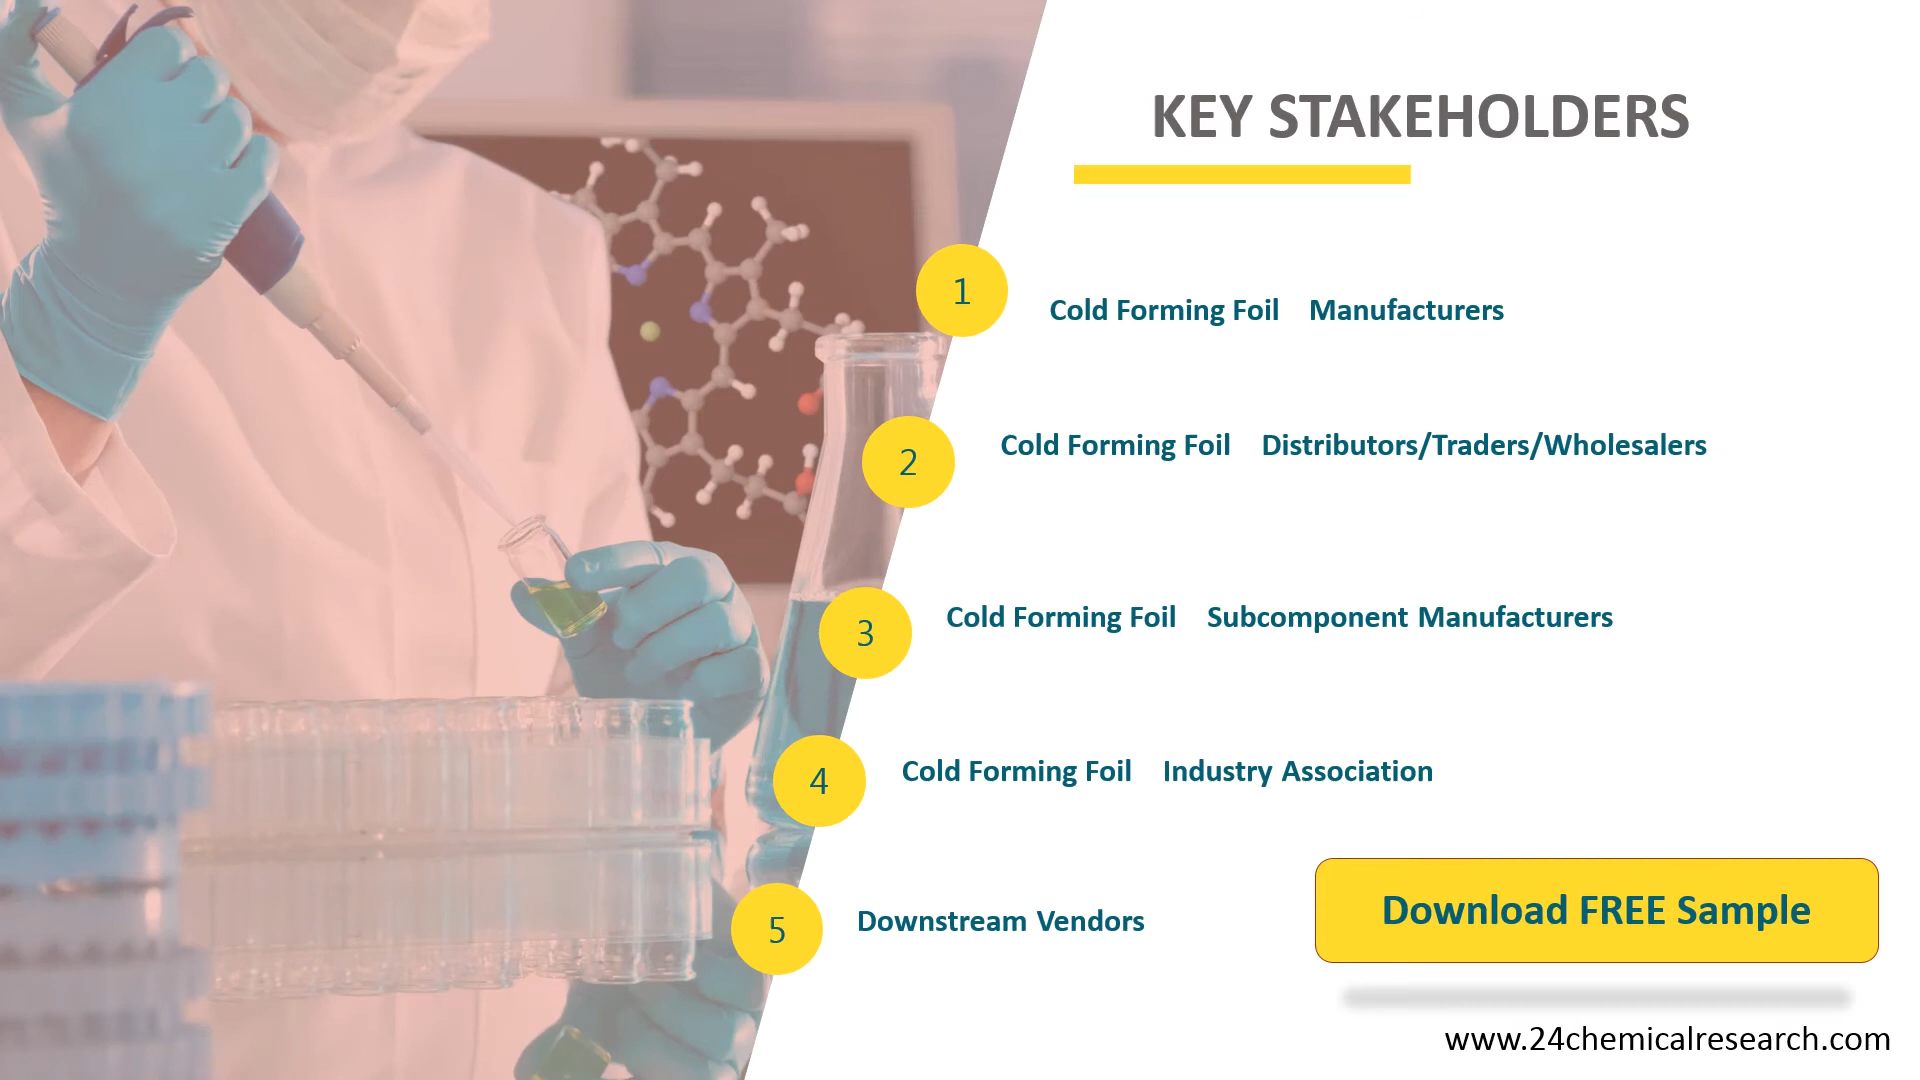 KEY STAKEHOLDERS
1
Cold Forming Foil Manufacturers
2
Cold Forming Foil Distributors/Traders/Wholesalers
3
Cold Forming Foil Subcomponent Manufacturers
4
Cold Forming Foil Industry Association
5
Downstream Vendors
Download FREE Sample
www.24chemicalresearch.com